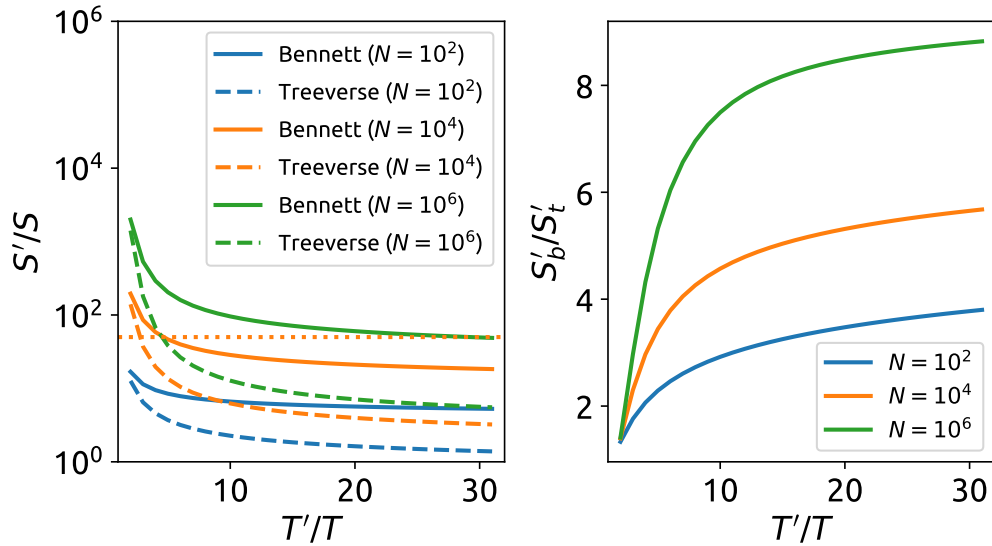 10^6
10^4
10^2
10^0
S′/S
Bennett (N = 10^2)
Treeverse (N = 10^2)
Bennett (N = 10^4)
Treeverse (N = 10^4)
Bennett (N = 10^6)
Treeverse (N = 10^6)
10
20
30
T′/T
8
6
4
2
S′_b/S′_t
N = 10^2
N = 10^4
N = 10^6
10
20
30
T′/T